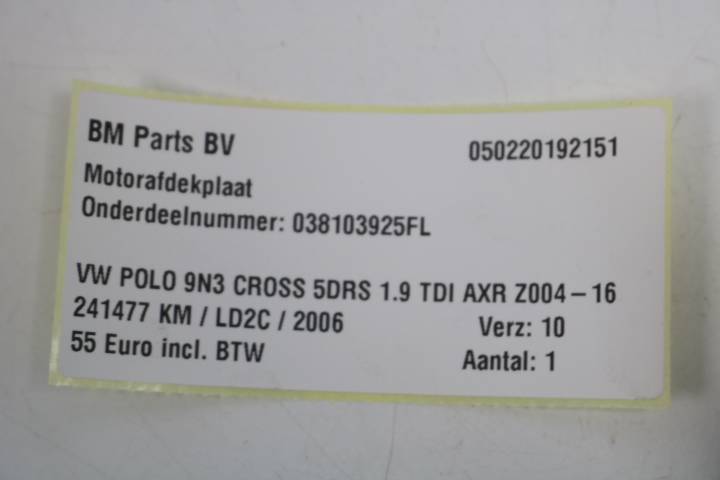 BM Parts BV 050220192151
Motorafdekplaat
Onderdeelnummer: 038103925FL
VW POLO 9N3 CROSS 5DRS 1.9 TDI AXR Z004-16
241477 KM / LD2C / 2006 Verz: 10
55 Euro incl. BTW Aantal: 1